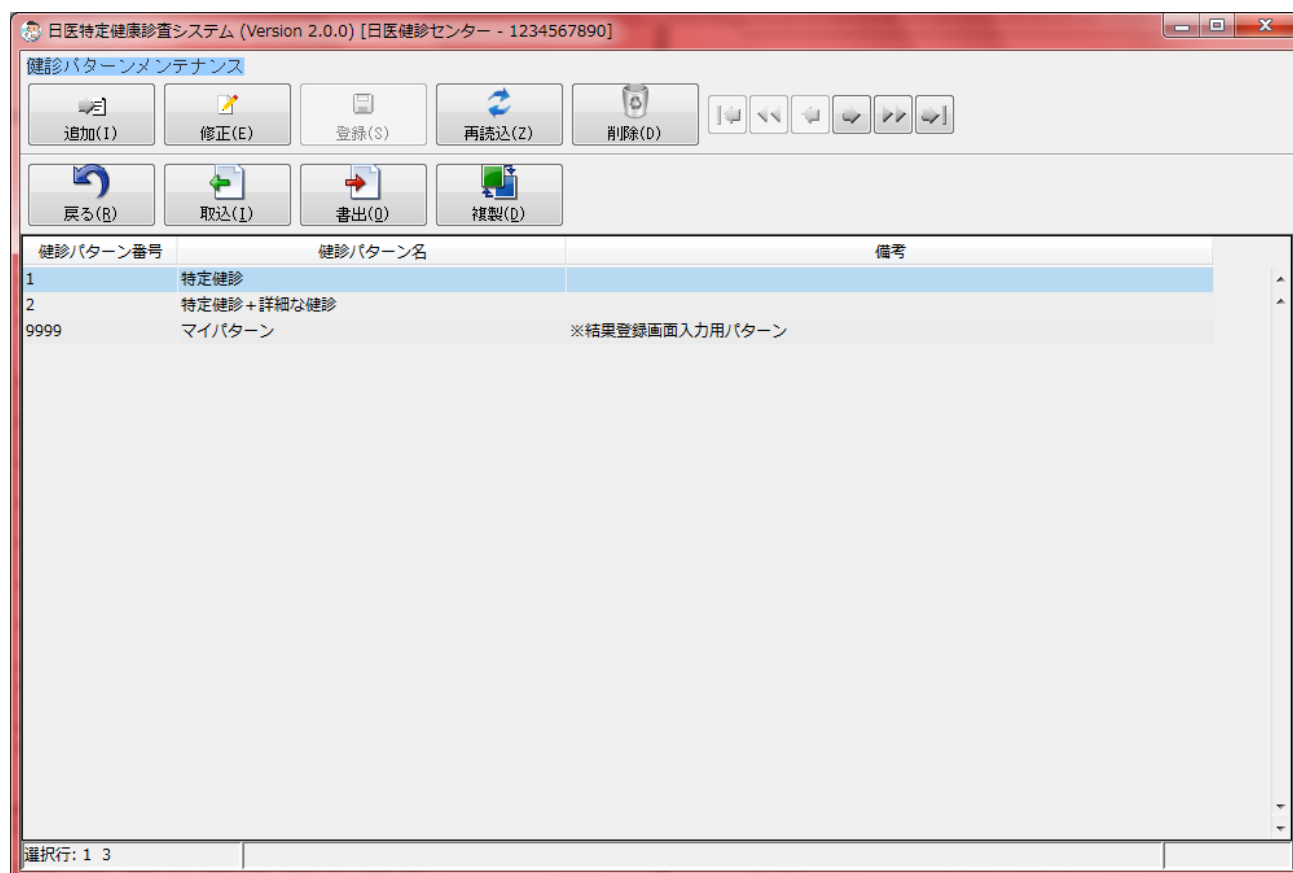 日医特定健康診査システム (Version 2.0.0) [日医健診センター - 1234567890]
健診パターンメンテナンス
追加(I) 修正(E) 登録(S) 再読込(Z) 削除(D)
戻る(R) 取込(I) 書出(O) 複製(D)
健診パターン番号 健診パターン名 備考
1 特定健診
2 特定健診+詳細な健診
9999 マイパターン ※結果登録画面入力用パターン
選択行: 1 3